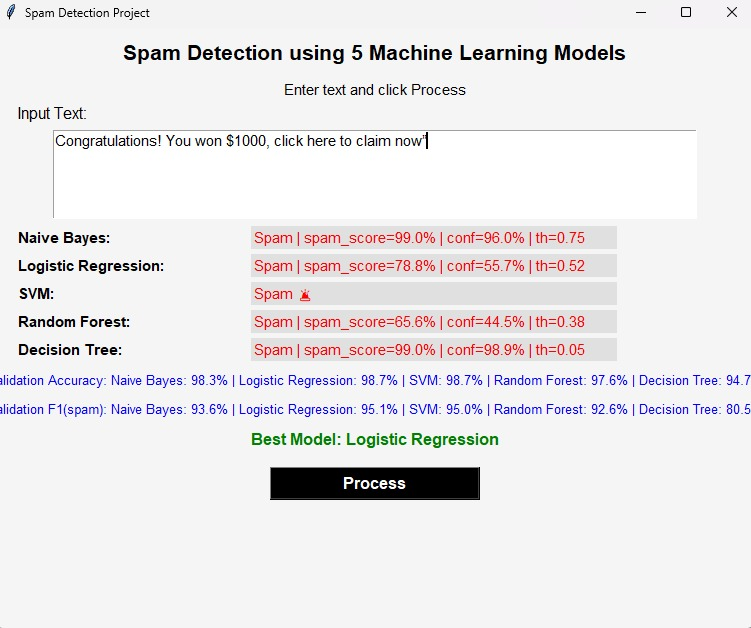 Spam Detection Project
Spam Detection using 5 Machine Learning Models
Enter text and click Process
Input Text:
Congratulations! You won $1000, click here to claim now"
Naive Bayes: Spam | spam_score=99.0% | conf=96.0% | th=0.75
Logistic Regression: Spam | spam_score=78.8% | conf=55.7% | th=0.52
SVM: Spam 🚨
Random Forest: Spam | spam_score=65.6% | conf=44.5% | th=0.38
Decision Tree: Spam | spam_score=99.0% | conf=98.9% | th=0.05
alidation Accuracy: Naive Bayes: 98.3% | Logistic Regression: 98.7% | SVM: 98.7% | Random Forest: 97.6% | Decision Tree: 94.7
alidation F1(spam): Naive Bayes: 93.6% | Logistic Regression: 95.1% | SVM: 95.0% | Random Forest: 92.6% | Decision Tree: 80.5
Best Model: Logistic Regression
Process